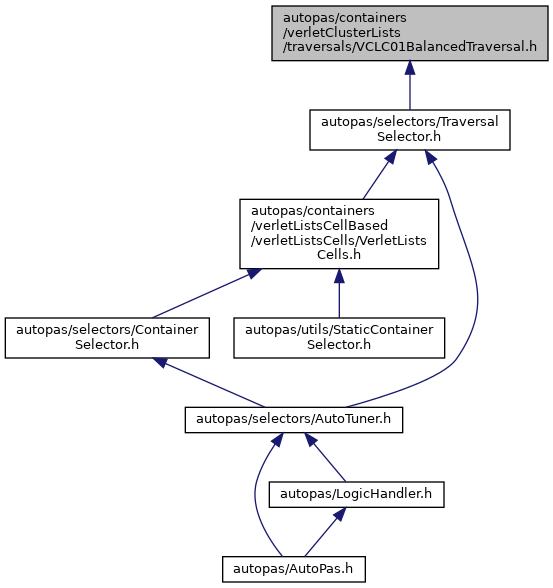 autopas/containers
/verletClusterLists
/traversals/VCLC01BalancedTraversal.h
autopas/selectors/Traversal
Selector.h
autopas/containers
/verletListsCellBased
/verletListsCells/VerletLists
Cells.h
autopas/selectors/Container
Selector.h
autopas/utils/StaticContainer
Selector.h
autopas/selectors/AutoTuner.h
autopas/LogicHandler.h
autopas/AutoPas.h